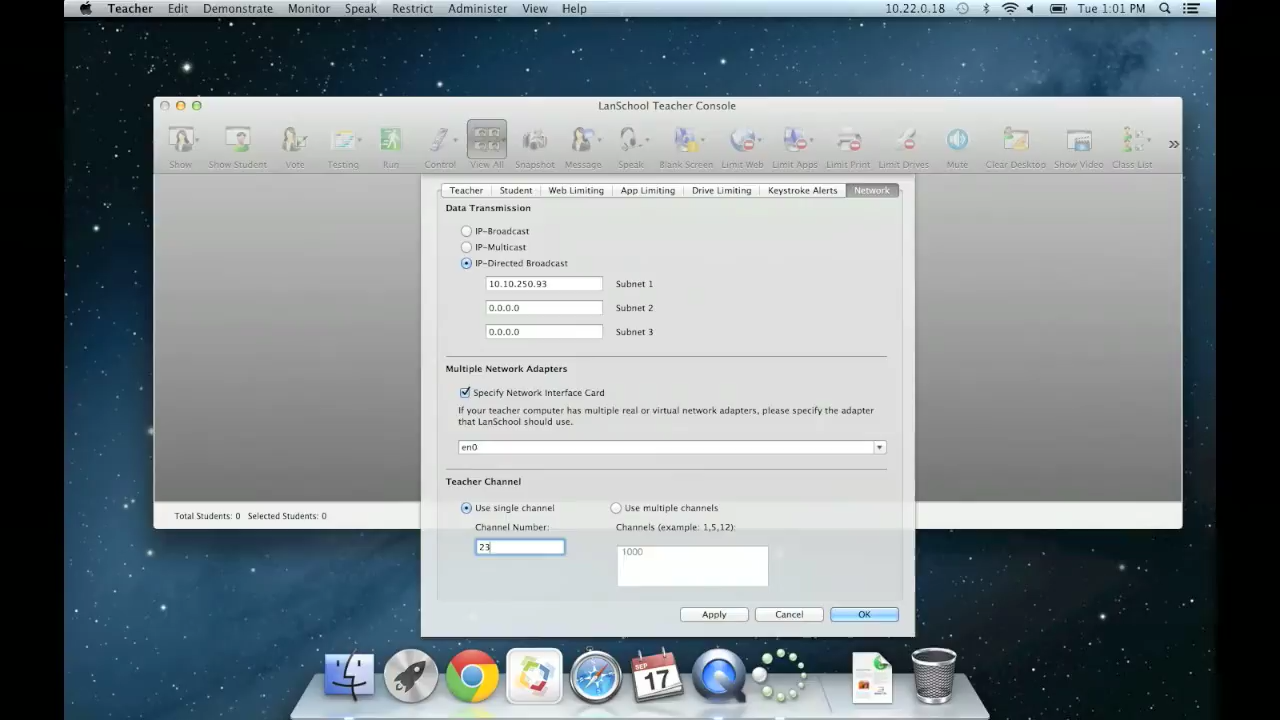 Teacher Edit Demonstrate Monitor Speak Restrict Administer View Help 10.22.0.18 Tue 1:01 PM
LanSchool Teacher Console
Show Show Student Vote Testing Run Control View All Snapshot Message Speak Blank Screen Limit Web Limit Apps Limit Print Limit Drives Mute Clear Desktop Show Video Class List »
Teacher Student Web Limiting App Limiting Drive Limiting Keystroke Alerts Network
Data Transmission
IP-Broadcast
IP-Multicast
IP-Directed Broadcast
10.10.250.93 Subnet 1
0.0.0.0 Subnet 2
0.0.0.0 Subnet 3
Multiple Network Adapters
Specify Network Interface Card
If your teacher computer has multiple real or virtual network adapters, please specify the adapter
that LanSchool should use.
en0
Teacher Channel
Use single channel Use multiple channels
Channel Number: Channels (example: 1,5,12):
23 1000
Total Students: 0 Selected Students: 0
Apply Cancel OK
SEP
17